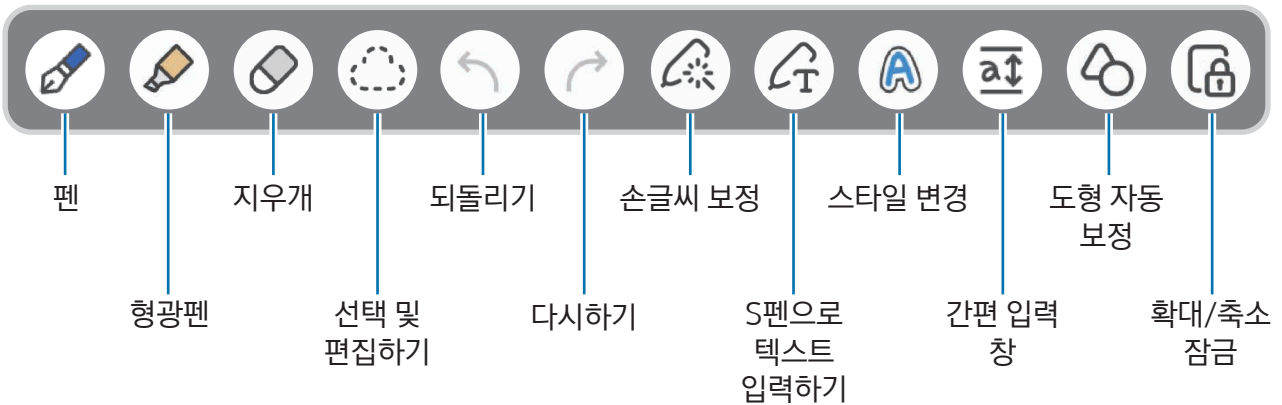 펜
지우개
되돌리기
손글씨 보정
스타일 변경
도형 자동
보정
형광펜
선택 및
편집하기
다시하기
S펜으로
텍스트
입력하기
간편 입력
창
확대/축소
잠금